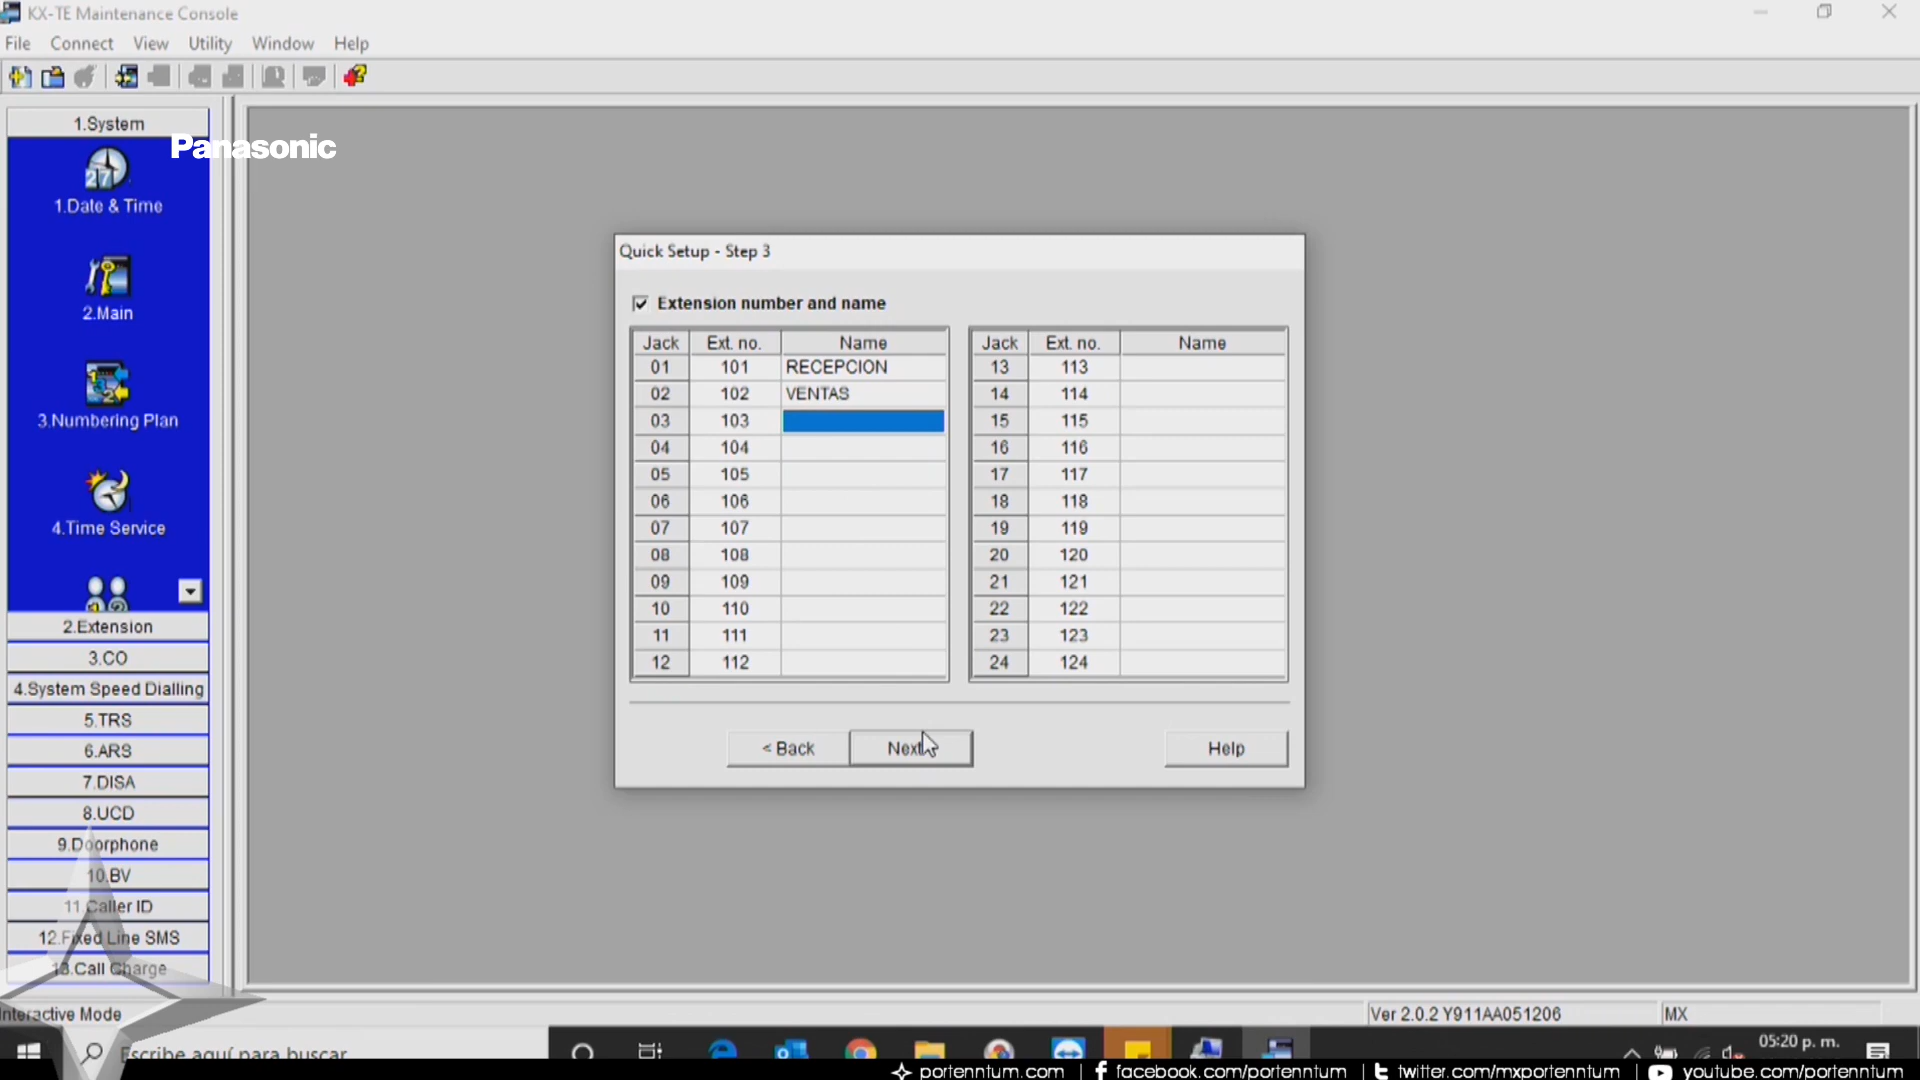 KX-TE Maintenance Console
File Connect View Utility Window Help
1.System
Panasonic
1.Date & Time
2.Main
3.Numbering Plan
4.Time Service
2.Extension
3.CO
4.System Speed Dialling
5.TRS
6.ARS
7.DISA
8.UCD
9.Doorphone
10.BV
11.Caller ID
12.Fixed Line SMS
13.Call Charge
Quick Setup - Step 3
Extension number and name
Jack Ext. no. Name Jack Ext. no. Name
01 101 RECEPCION 13 113
02 102 VENTAS 14 114
03 103 15 115
04 104 16 116
05 105 17 117
06 106 18 118
07 107 19 119
08 108 20 120
09 109 21 121
10 110 22 122
11 111 23 123
12 112 24 124
< Back Next Help
Interactive Mode Ver 2.0.2 Y911AA051206 MX
Escribe aquí para buscar 05:20 p. m.
portenntum.com | facebook.com/portenntum | twitter.com/mxportenntum | youtube.com/portenntum